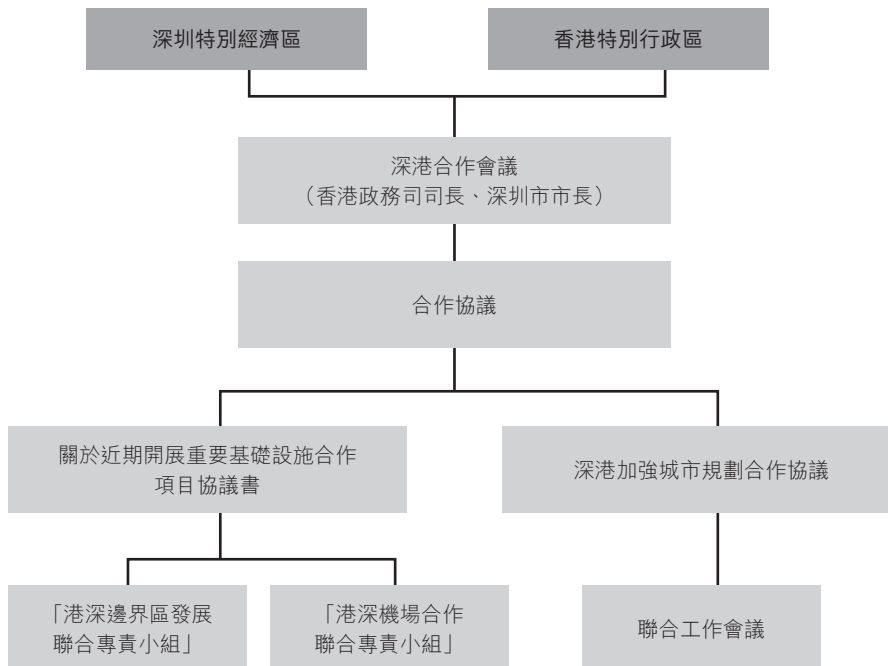 深圳特別經濟區
香港特別行政區
深港合作會議
（香港政務司司長、深圳市市長）
合作協議
關於近期開展重要基礎設施合作
項目協議書
深港加強城市規劃合作協議
「港深邊界區發展
聯合專責小組」
「港深機場合作
聯合專責小組」
聯合工作會議